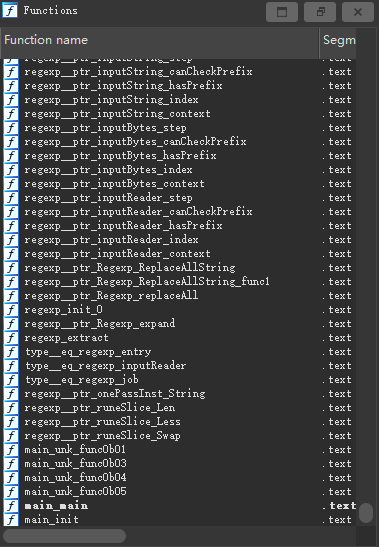 Functions
Function name Segm
regexp__ptr_inputString_step .text
regexp__ptr_inputString_canCheckPrefix .text
regexp__ptr_inputString_hasPrefix .text
regexp__ptr_inputString_index .text
regexp__ptr_inputString_context .text
regexp__ptr_inputBytes_step .text
regexp__ptr_inputBytes_canCheckPrefix .text
regexp__ptr_inputBytes_hasPrefix .text
regexp__ptr_inputBytes_index .text
regexp__ptr_inputBytes_context .text
regexp__ptr_inputReader_step .text
regexp__ptr_inputReader_canCheckPrefix .text
regexp__ptr_inputReader_hasPrefix .text
regexp__ptr_inputReader_index .text
regexp__ptr_inputReader_context .text
regexp__ptr_Regexp_ReplaceAllString .text
regexp__ptr_Regexp_ReplaceAllString_func1 .text
regexp__ptr_Regexp_replaceAll .text
regexp_init_0 .text
regexp__ptr_Regexp_expand .text
regexp_extract .text
type__eq_regexp_entry .text
type__eq_regexp_inputReader .text
type__eq_regexp_job .text
regexp__ptr_onePassInst_String .text
regexp__ptr_runeSlice_Len .text
regexp__ptr_runeSlice_Less .text
regexp__ptr_runeSlice_Swap .text
main_unk_func0b01 .text
main_unk_func0b03 .text
main_unk_func0b04 .text
main_unk_func0b05 .text
main_main .text
main_init .text